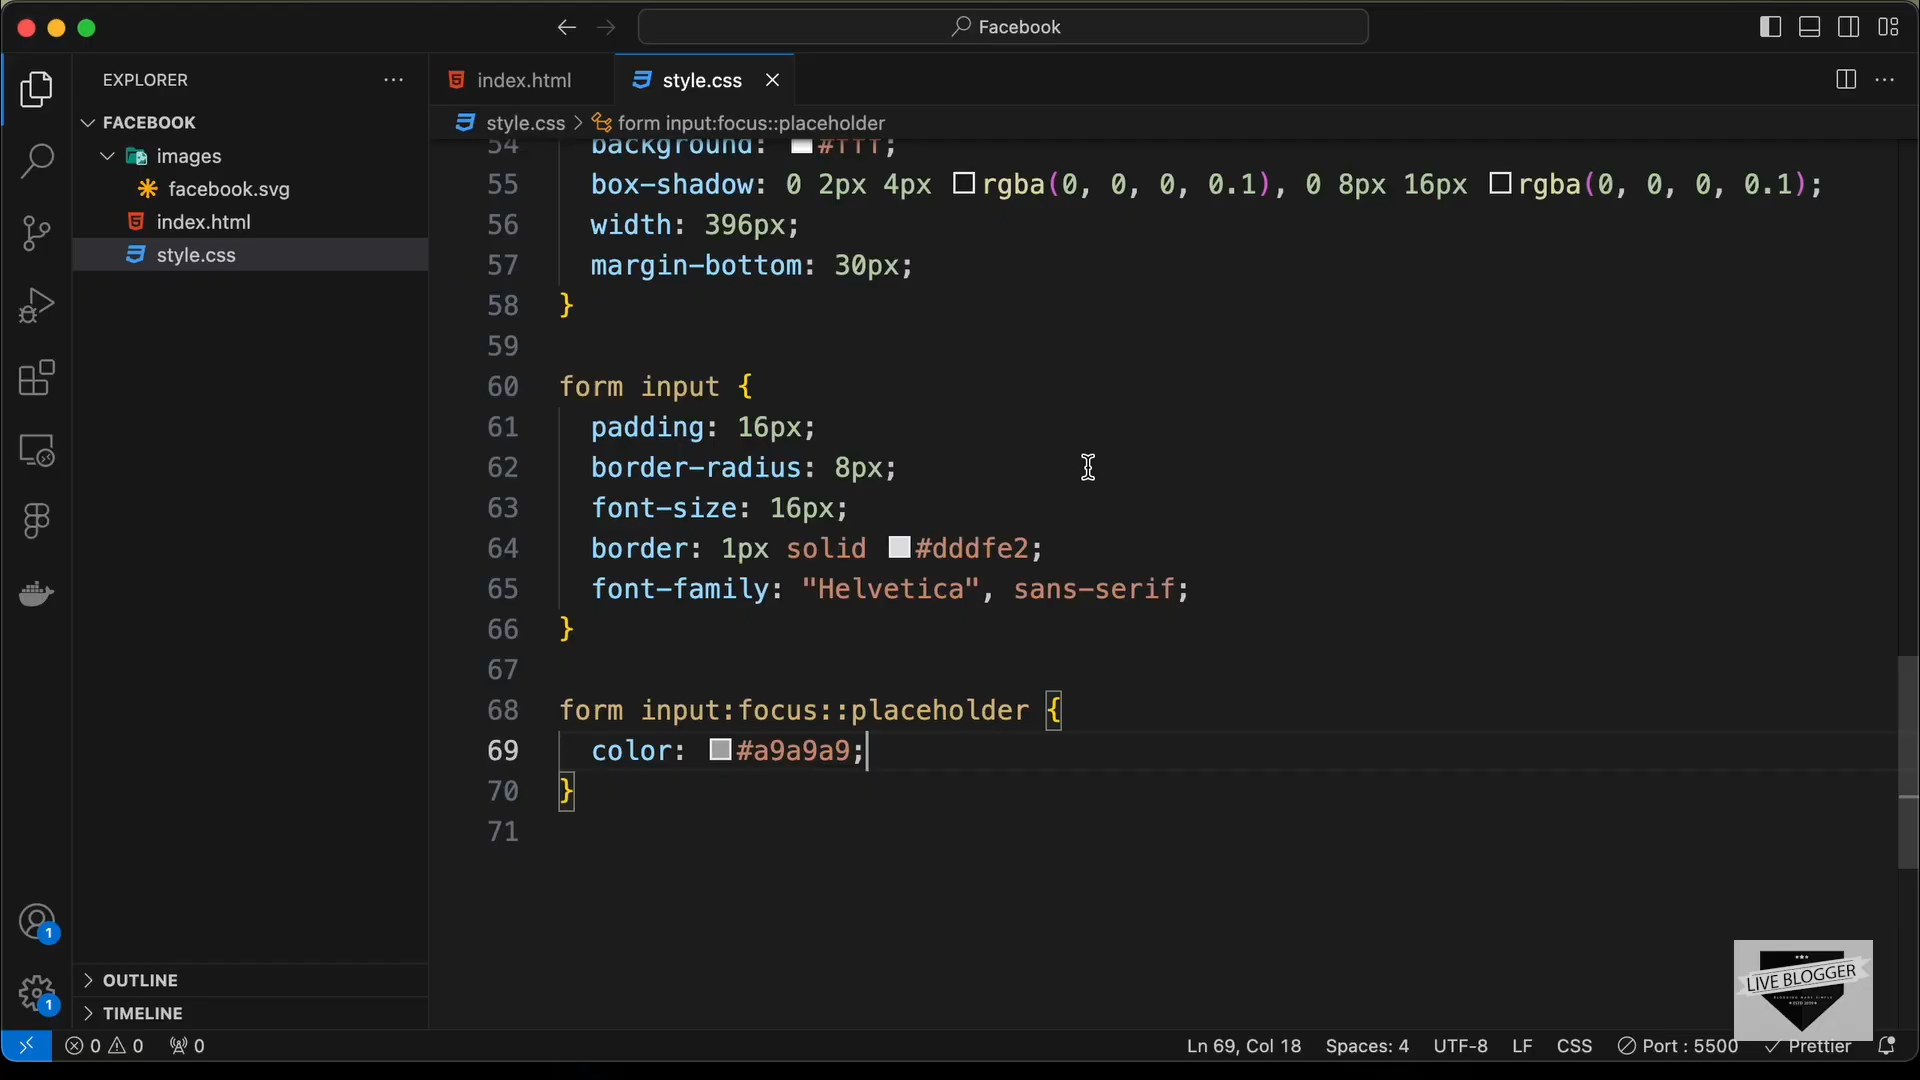 Facebook
EXPLORER
index.html
style.css
FACEBOOK
style.css > form input:focus::placeholder
images
facebook.svg
index.html
style.css
54 background: #fff;
55 box-shadow: 0 2px 4px rgba(0, 0, 0, 0.1), 0 8px 16px rgba(0, 0, 0, 0.1);
56 width: 396px;
57 margin-bottom: 30px;
58 }
59
60 form input {
61 padding: 16px;
62 border-radius: 8px;
63 font-size: 16px;
64 border: 1px solid #dddfe2;
65 font-family: "Helvetica", sans-serif;
66 }
67
68 form input:focus::placeholder {
69 color: #a9a9a9;
70 }
71
1
1
OUTLINE
TIMELINE
LIVE BLOGGER
0 0 0 Ln 69, Col 18 Spaces: 4 UTF-8 LF CSS Port : 5500 Prettier